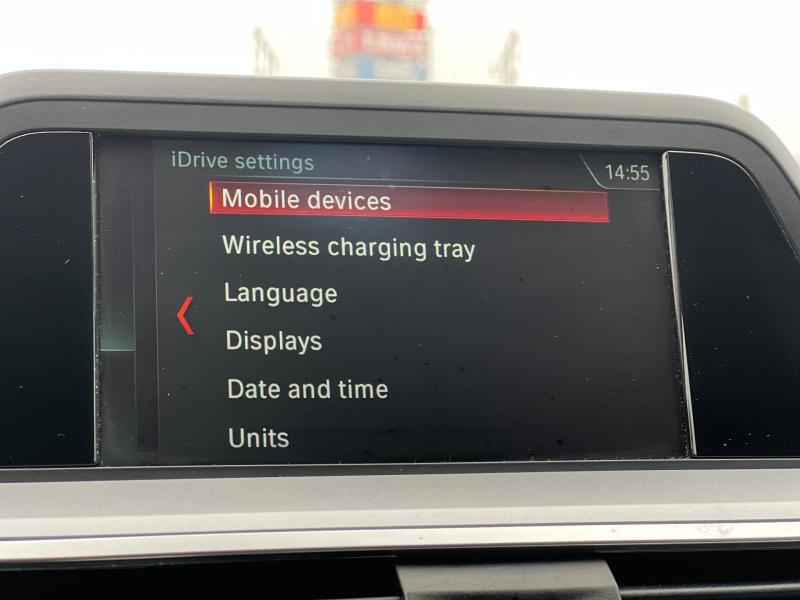 iDrive settings
14:55
Mobile devices
Wireless charging tray
Language
Displays
Date and time
Units